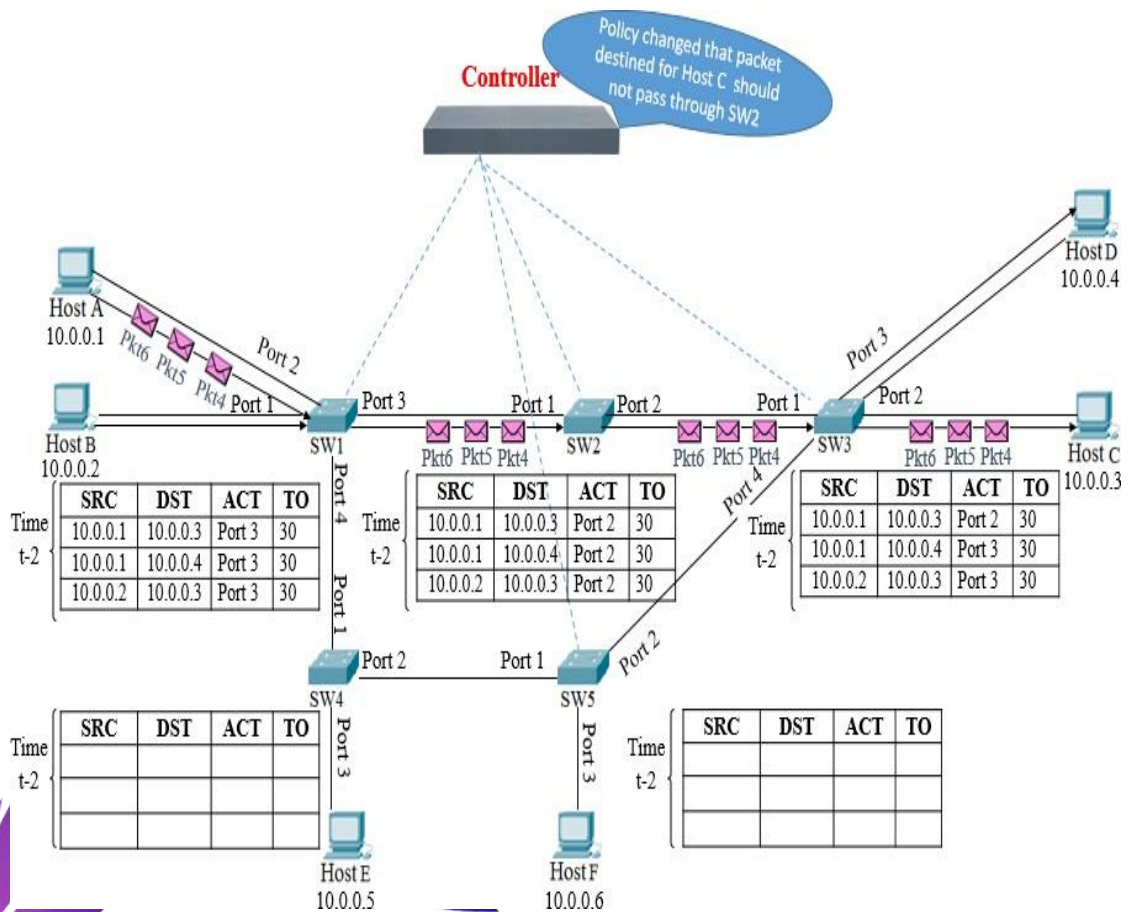 Policy changed that packet
destined for Host C should
not pass through SW2
Controller
Host A
10.0.0.1
Pkt6
Pkt5
Pkt4
Port 2
Host D
10.0.0.4
Port 3
Host B
10.0.0.2
Port 1
SW1
Port 3
Pkt6
Pkt5
Pkt4
Port 1
SW2
Port 2
Pkt6
Pkt5
Pkt4
Port 1
SW3
Port 2
Pkt6
Pkt5
Pkt4
Host C
10.0.0.3
Port 4
Port 4
Time
t-2
SRC DST ACT TO
10.0.0.1 10.0.0.3 Port 3 30
10.0.0.1 10.0.0.4 Port 3 30
10.0.0.2 10.0.0.3 Port 3 30
Time
t-2
SRC DST ACT TO
10.0.0.1 10.0.0.3 Port 2 30
10.0.0.1 10.0.0.4 Port 2 30
10.0.0.2 10.0.0.3 Port 2 30
Time
t-2
SRC DST ACT TO
10.0.0.1 10.0.0.3 Port 2 30
10.0.0.1 10.0.0.4 Port 3 30
10.0.0.2 10.0.0.3 Port 3 30
Port 1
SW4
Port 2
Port 1
SW5
Port 2
Time
t-2
SRC DST ACT TO
Port 3
Host E
10.0.0.5
Port 3
Host F
10.0.0.6
Time
t-2
SRC DST ACT TO